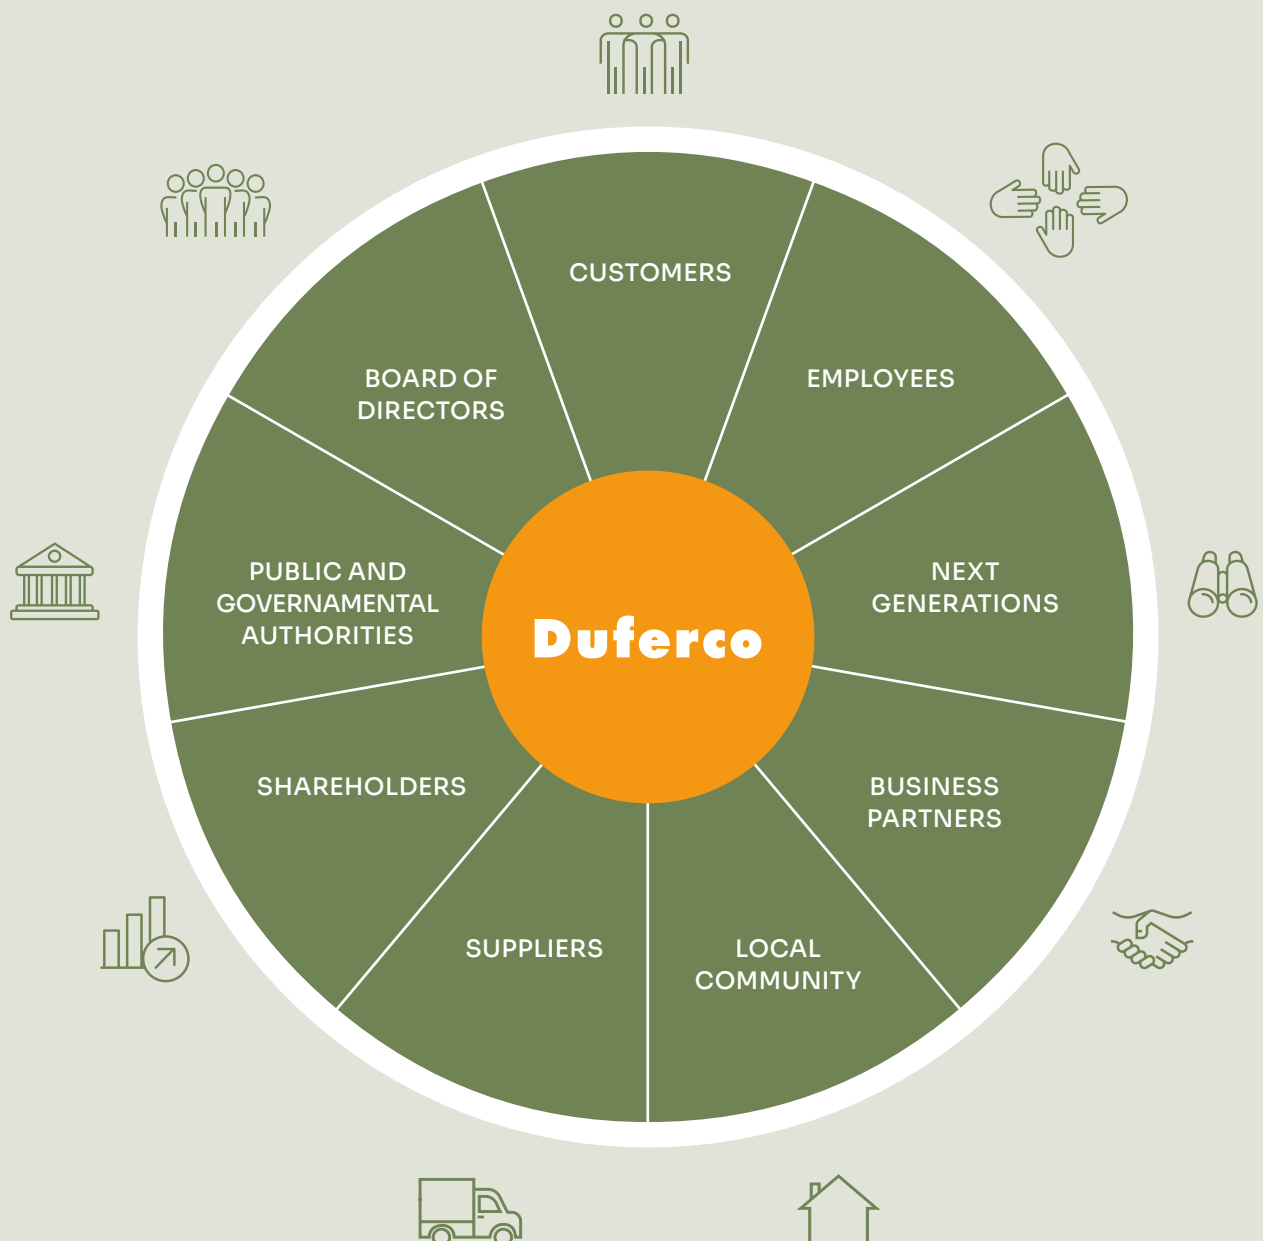 CUSTOMERS
EMPLOYEES
NEXT
GENERATIONS
BUSINESS
PARTNERS
LOCAL
COMMUNITY
SUPPLIERS
SHAREHOLDERS
PUBLIC AND
GOVERNAMENTAL
AUTHORITIES
BOARD OF
DIRECTORS
Duferco